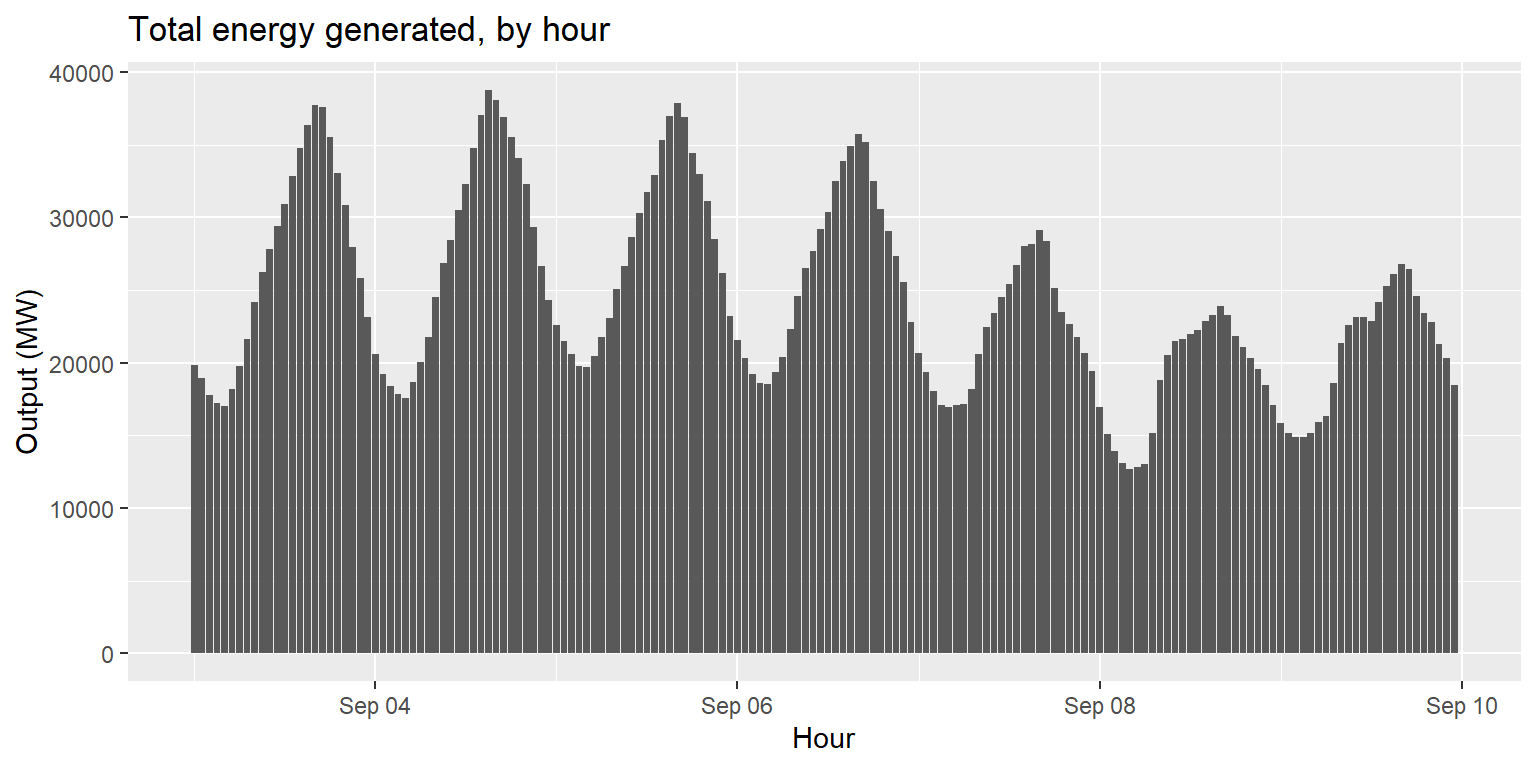 Total energy generated, by hour
40000
30000
20000
10000
0
Output (MW)
Sep 04
Sep 06
Sep 08
Sep 10
Hour